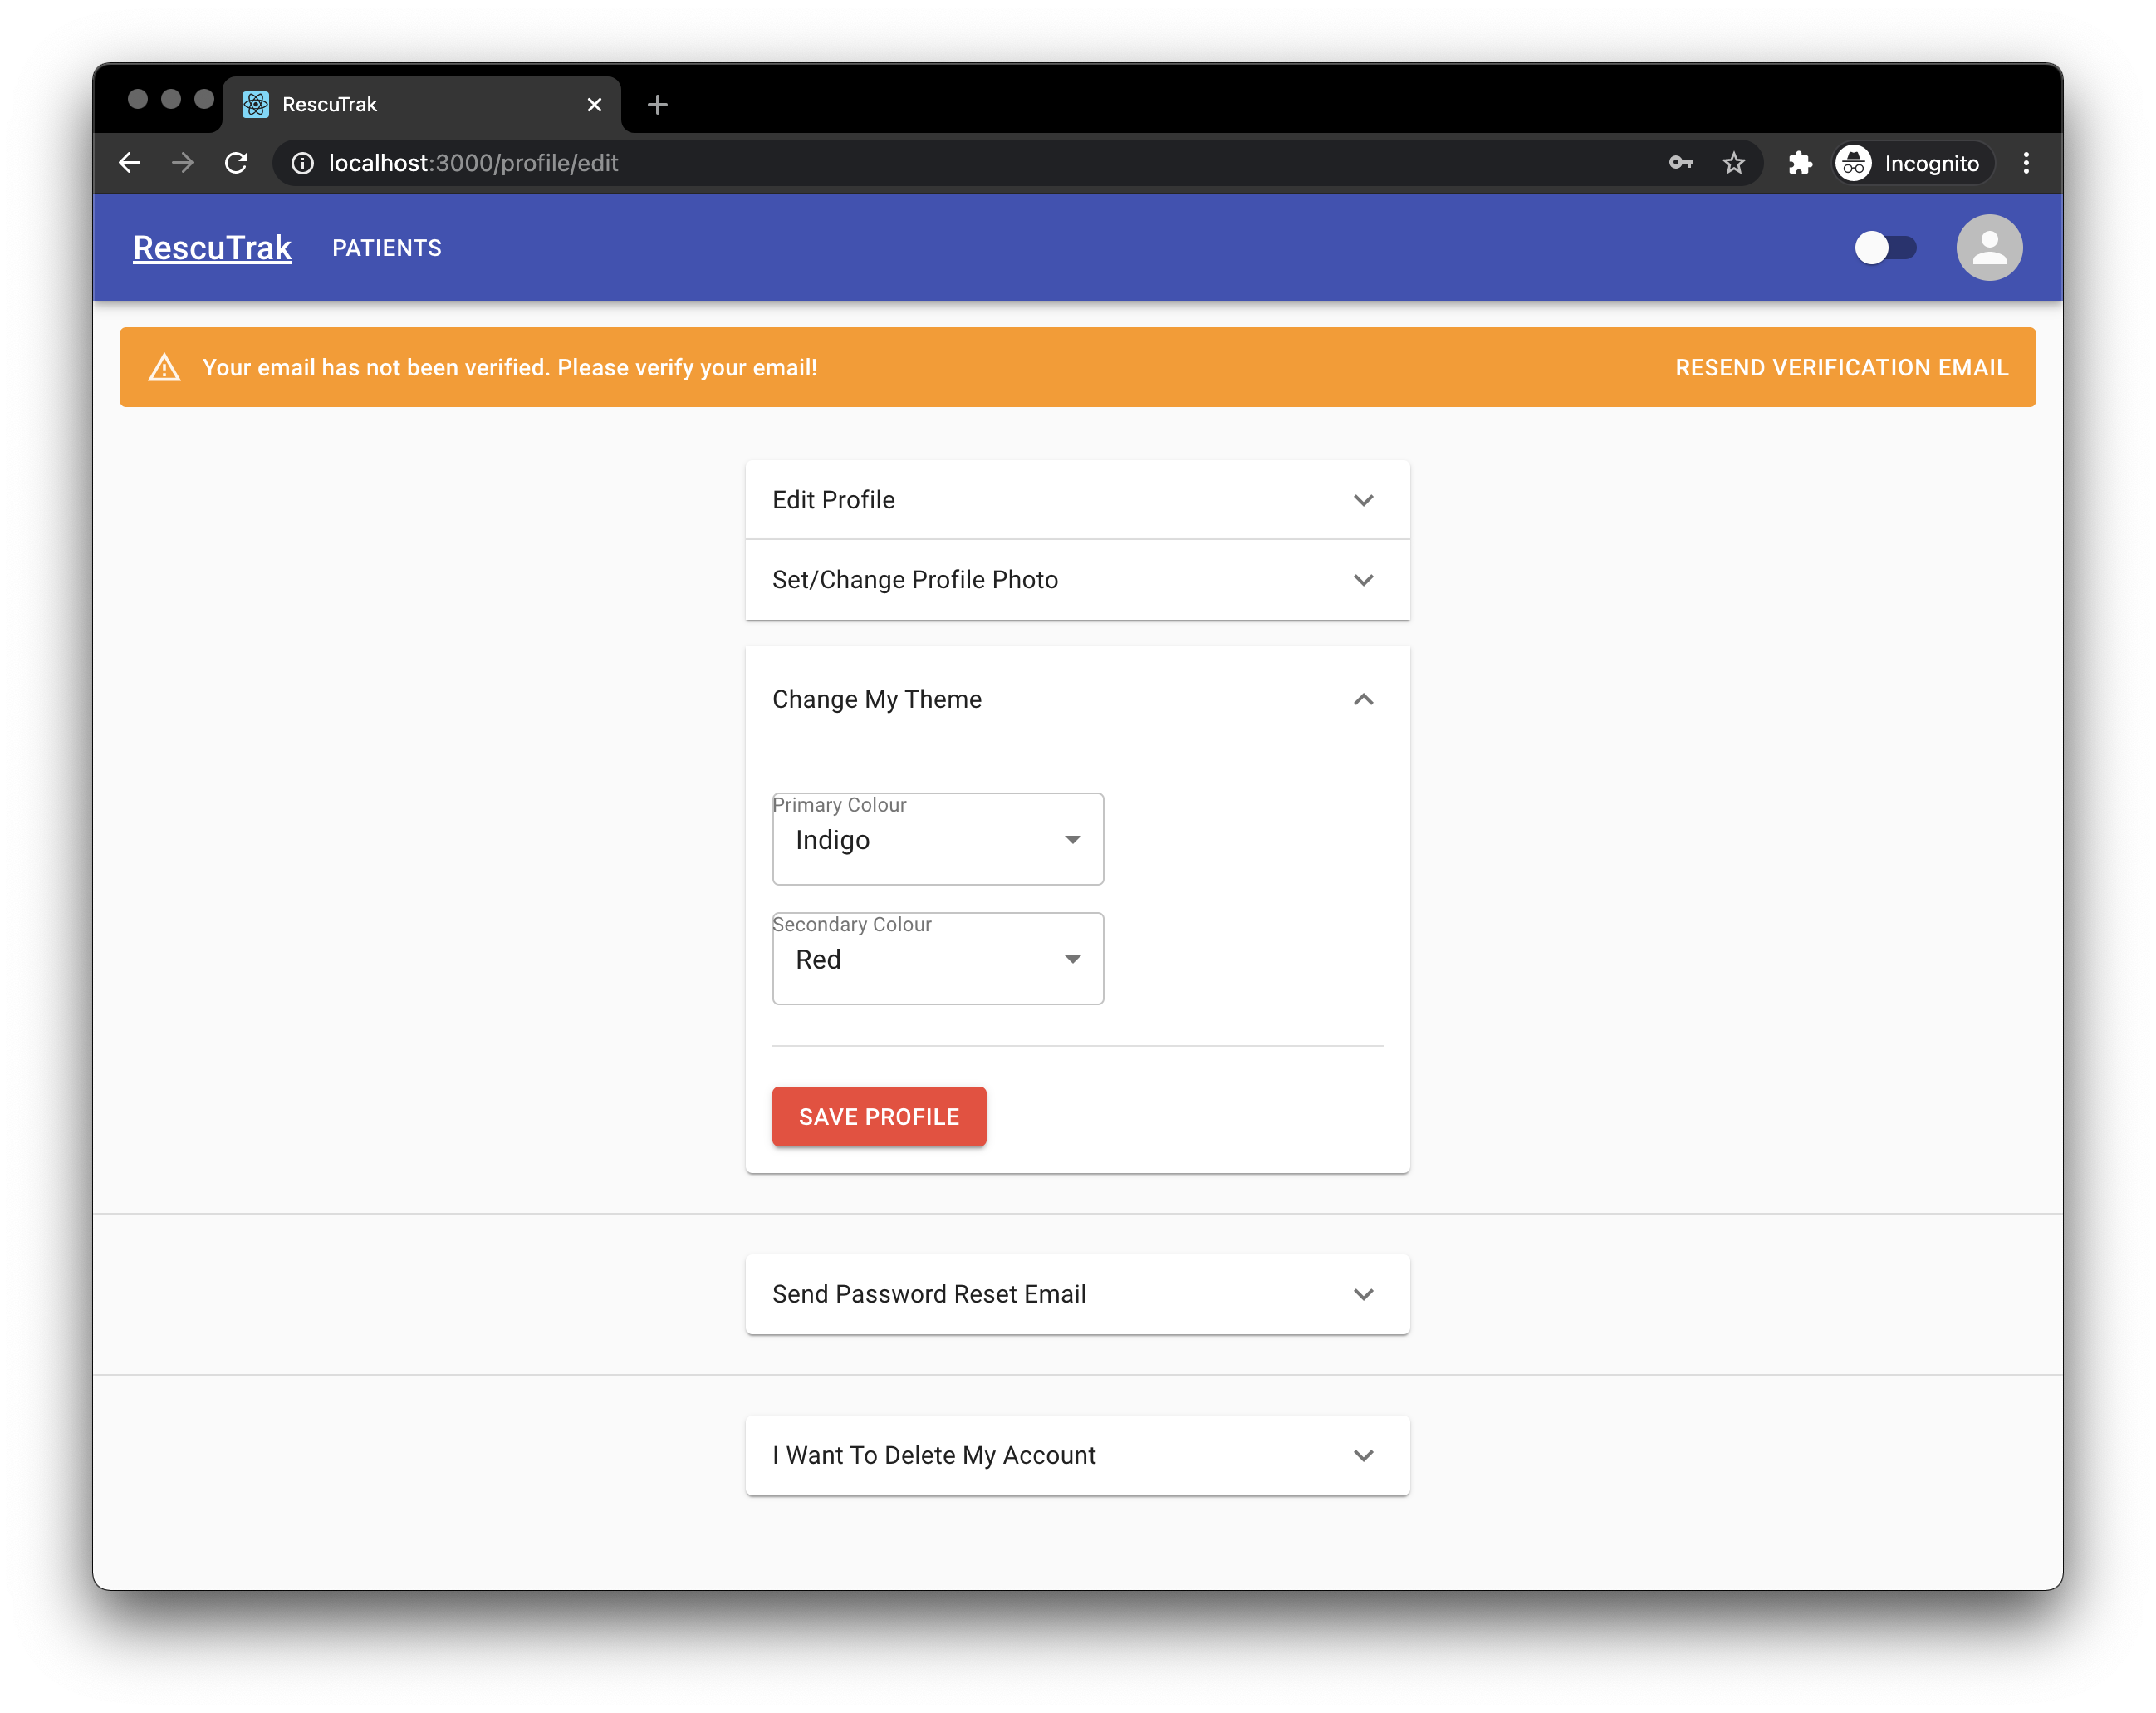 RescuTrak
localhost:3000/profile/edit
Incognito
RescuTrak PATIENTS
Your email has not been verified. Please verify your email! RESEND VERIFICATION EMAIL
Edit Profile
Set/Change Profile Photo
Change My Theme
Primary Colour
Indigo
Secondary Colour
Red
SAVE PROFILE
Send Password Reset Email
I Want To Delete My Account